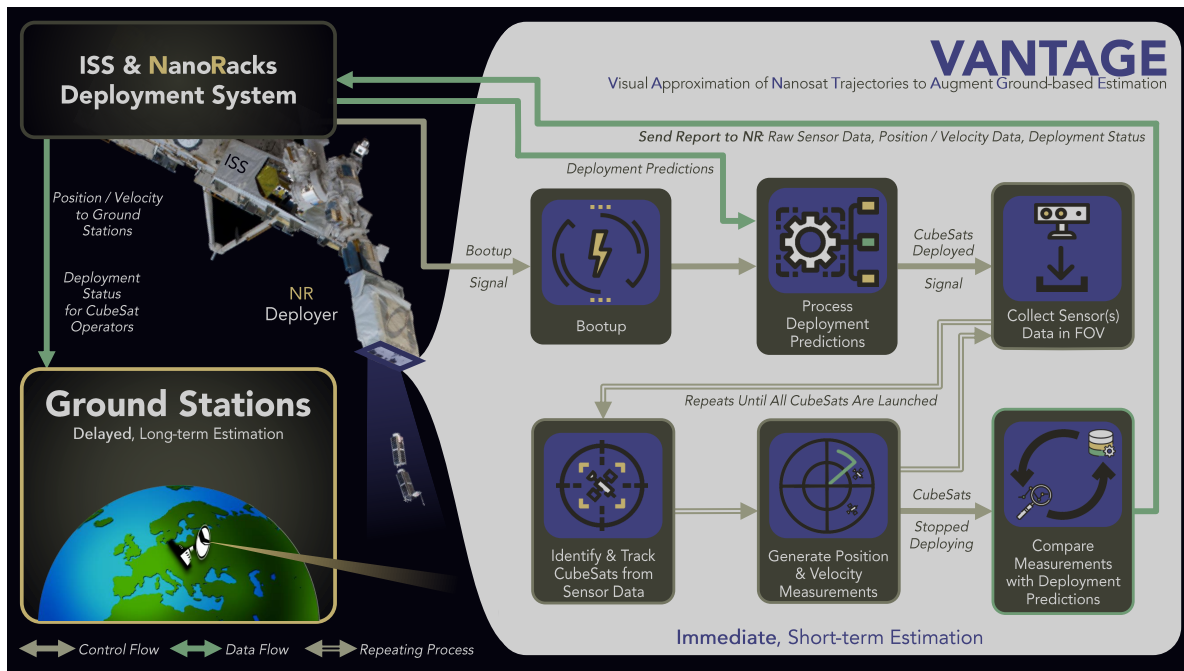 ISS & NanoRacks
Deployment System
VANTAGE
Visual Approximation of Nanosat Trajectories to Augment Ground-based Estimation
Send Report to NR: Raw Sensor Data, Position / Velocity Data, Deployment Status
Deployment Predictions
ISS
Position / Velocity
to Ground
Stations
Deployment
Status
for CubeSat
Operators
NR
Deployer
Bootup
Signal
Bootup
Process
Deployment
Predictions
CubeSats
Deployed
Signal
Collect Sensor(s)
Data in FOV
Repeats Until All CubeSats Are Launched
Ground Stations
Delayed, Long-term Estimation
Identify & Track
CubeSats from
Sensor Data
Generate Position
& Velocity
Measurements
CubeSats
Stopped
Deploying
Compare
Measurements
with Deployment
Predictions
Immediate, Short-term Estimation
Control Flow
Data Flow
Repeating Process